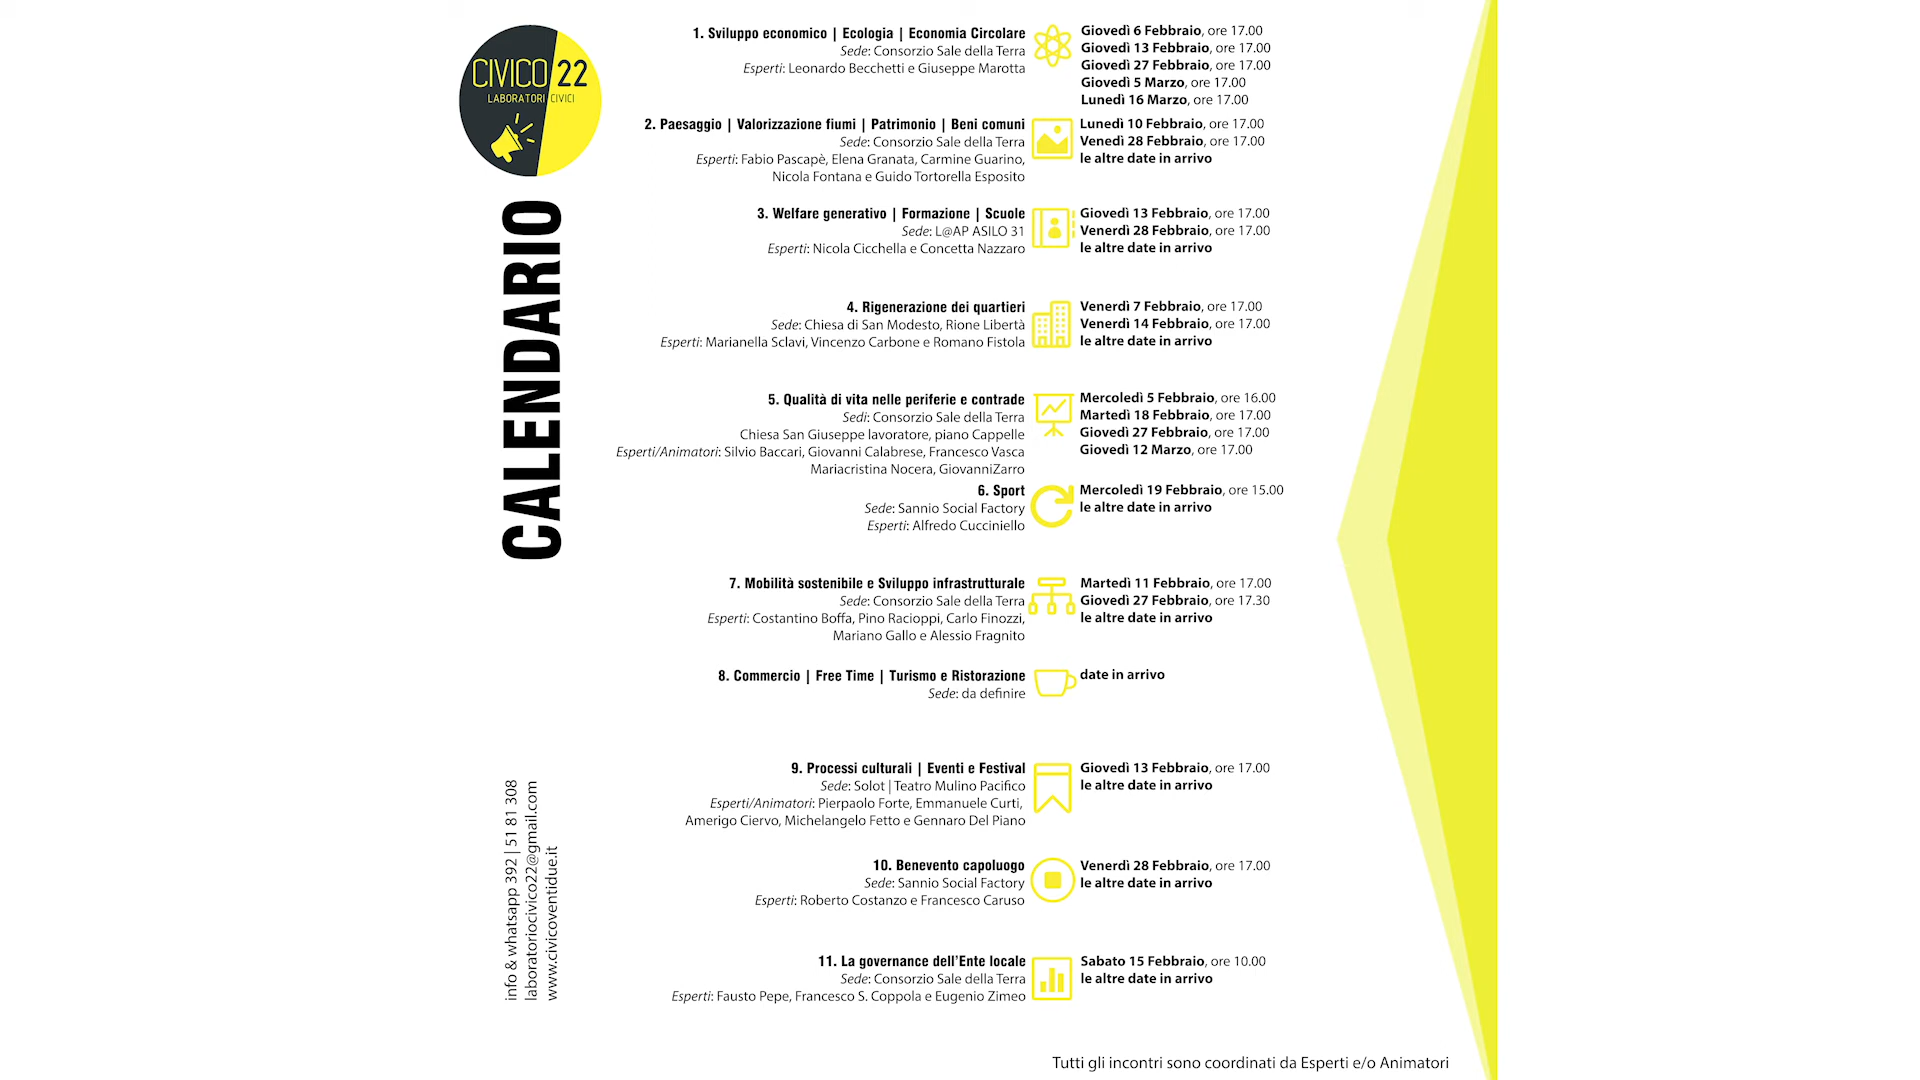 CIVICO 22
LABORATORI CIVICI
CALENDARIO
info & whatsapp 392 | 51 81 308
laboratoriocivico22@gmail.com
www.civicoventidue.it
1. Sviluppo economico | Ecologia | Economia Circolare
Sede: Consorzio Sale della Terra
Esperti: Leonardo Becchetti e Giuseppe Marotta
Giovedì 6 Febbraio, ore 17.00
Giovedì 13 Febbraio, ore 17.00
Giovedì 27 Febbraio, ore 17.00
Giovedì 5 Marzo, ore 17.00
Lunedì 16 Marzo, ore 17.00
2. Paesaggio | Valorizzazione fiumi | Patrimonio | Beni comuni
Sede: Consorzio Sale della Terra
Esperti: Fabio Pascapè, Elena Granata, Carmine Guarino,
Nicola Fontana e Guido Tortorella Esposito
Lunedì 10 Febbraio, ore 17.00
Venedì 28 Febbraio, ore 17.00
le altre date in arrivo
3. Welfare generativo | Formazione | Scuole
Sede: L@AP ASILO 31
Esperti: Nicola Cicchella e Concetta Nazzaro
Giovedì 13 Febbraio, ore 17.00
Venerdì 28 Febbraio, ore 17.00
le altre date in arrivo
4. Rigenerazione dei quartieri
Sede: Chiesa di San Modesto, Rione Libertà
Esperti: Marianella Sclavi, Vincenzo Carbone e Romano Fistola
Venerdì 7 Febbraio, ore 17.00
Venerdì 14 Febbraio, ore 17.00
le altre date in arrivo
5. Qualità di vita nelle periferie e contrade
Sedi: Consorzio Sale della Terra
Chiesa San Giuseppe lavoratore, piano Cappelle
Esperti/Animatori: Silvio Baccari, Giovanni Calabrese, Francesco Vasca
Mariacristina Nocera, GiovanniZarro
Mercoledì 5 Febbraio, ore 16.00
Martedì 18 Febbraio, ore 17.00
Giovedì 27 Febbraio, ore 17.00
Giovedì 12 Marzo, ore 17.00
6. Sport
Sede: Sannio Social Factory
Esperti: Alfredo Cucciniello
Mercoledì 19 Febbraio, ore 15.00
le altre date in arrivo
7. Mobilità sostenibile e Sviluppo infrastrutturale
Sede: Consorzio Sale della Terra
Esperti: Costantino Boffa, Pino Racioppi, Carlo Finozzi,
Mariano Gallo e Alessio Fragnito
Martedì 11 Febbraio, ore 17.00
Giovedì 27 Febbraio, ore 17.30
le altre date in arrivo
8. Commercio | Free Time | Turismo e Ristorazione
Sede: da definire
date in arrivo
9. Processi culturali | Eventi e Festival
Sede: Solot | Teatro Mulino Pacifico
Esperti/Animatori: Pierpaolo Forte, Emmanuele Curti,
Amerigo Ciervo, Michelangelo Fetto e Gennaro Del Piano
Giovedì 13 Febbraio, ore 17.00
le altre date in arrivo
10. Benevento capoluogo
Sede: Sannio Social Factory
Esperti: Roberto Costanzo e Francesco Caruso
Venerdì 28 Febbraio, ore 17.00
le altre date in arrivo
11. La governance dell'Ente locale
Sede: Consorzio Sale della Terra
Esperti: Fausto Pepe, Francesco S. Coppola e Eugenio Zimeo
Sabato 15 Febbraio, ore 10.00
le altre date in arrivo
Tutti gli incontri sono coordinati da Esperti e/o Animatori